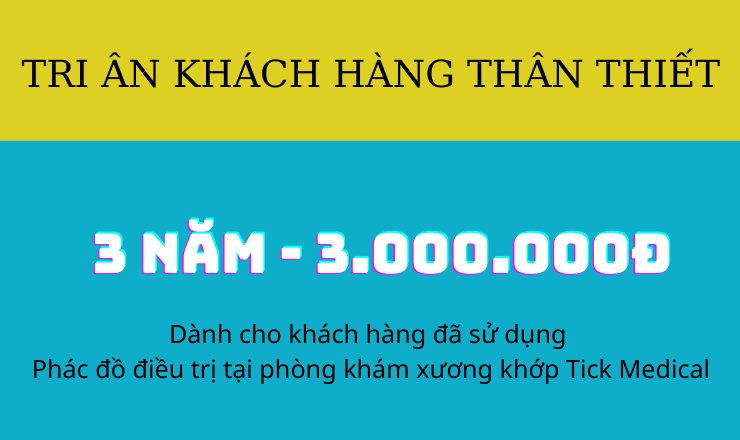 TRI ÂN KHÁCH HÀNG THÂN THIẾT
3 NĂM - 3.000.000Đ
Dành cho khách hàng đã sử dụng
Phác đồ điều trị tại phòng khám xương khớp Tick Medical